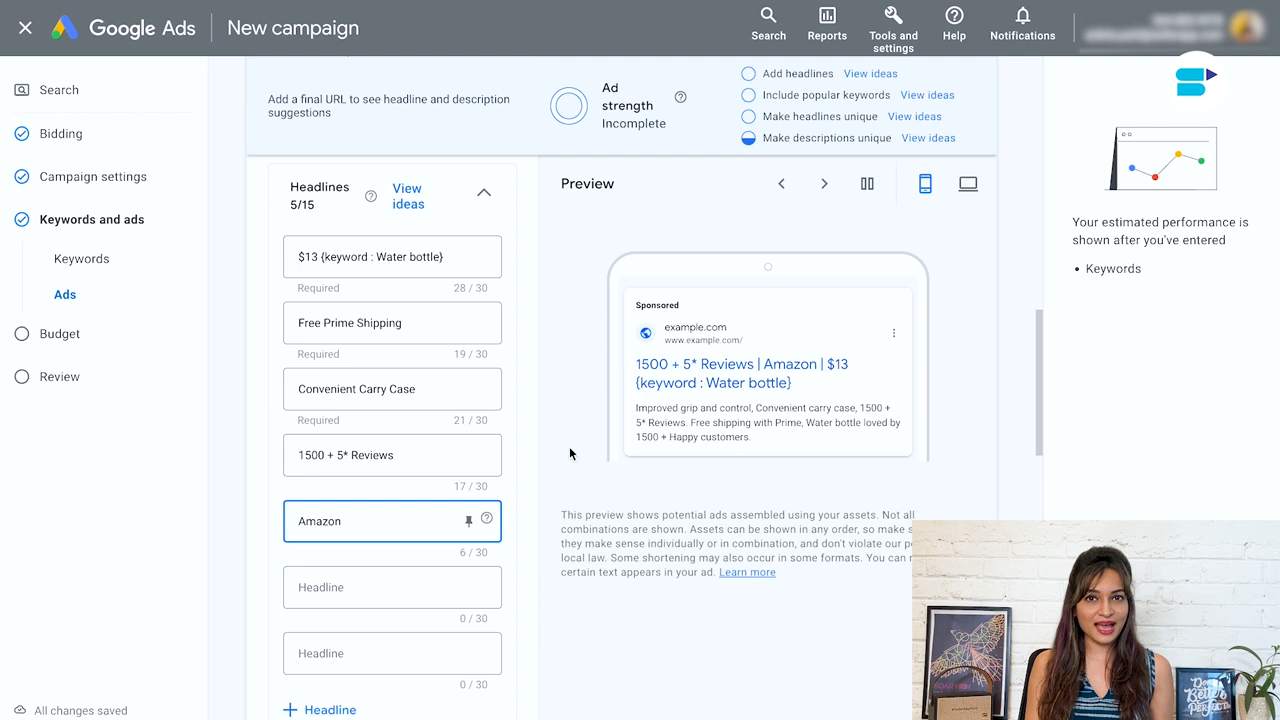 Google Ads
New campaign
Search
Reports
Tools and
settings
Help
Notifications
Search
Bidding
Campaign settings
Keywords and ads
Keywords
Ads
Budget
Review
All changes saved
Add a final URL to see headline and description
suggestions
Ad
strength
Incomplete
Add headlines View ideas
Include popular keywords View ideas
Make headlines unique View ideas
Make descriptions unique View ideas
Headlines
5/15
View
ideas
$13 {keyword : Water bottle}
Required 28 / 30
Free Prime Shipping
Required 19 / 30
Convenient Carry Case
Required 21 / 30
1500 + 5* Reviews
17 / 30
Amazon
6 / 30
Headline
0 / 30
Headline
0 / 30
+ Headline
Preview
Sponsored
example.com
www.example.com/
1500 + 5* Reviews | Amazon | $13
{keyword : Water bottle}
Improved grip and control, Convenient carry case, 1500 +
5* Reviews. Free shipping with Prime, Water bottle loved by
1500 + Happy customers.
This preview shows potential ads assembled using your assets. Not all
combinations are shown. Assets can be shown in any order, so make s
they make sense individually or in combination, and don't violate our p
local law. Some shortening may also occur in some formats. You can
certain text appears in your ad. Learn more
Your estimated performance is
shown after you've entered
• Keywords